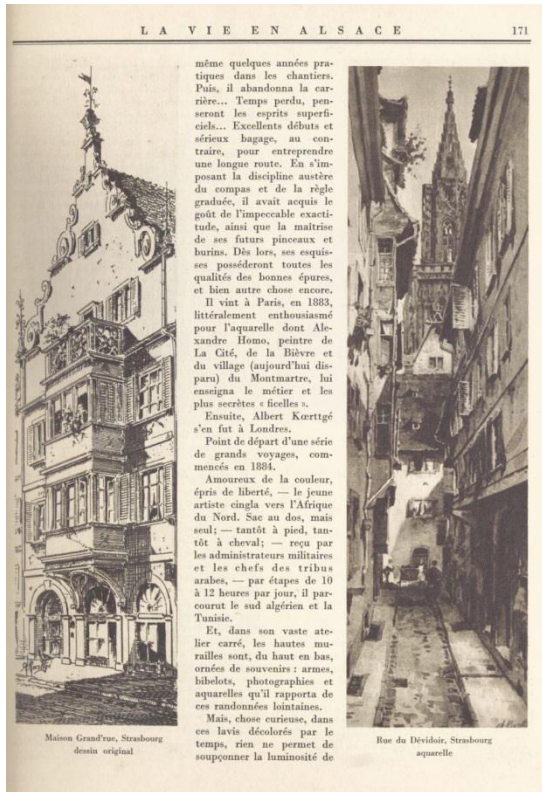 LA VIE EN ALSACE 171
même quelques années pra-
tiques dans les chantiers.
Puis, il abandonna la car-
rière... Temps perdu, pen-
seront les esprits superfi-
ciels... Excellents débuts et
sérieux bagage, au con-
traire, pour entreprendre
une longue route. En s'im-
posant la discipline austère
du compas et de la règle
graduée, il avait acquis le
goût de l'impeccable exacti-
tude, ainsi que la maîtrise
de ses futurs pinceaux et
burins. Dès lors, ses esquis-
ses posséderont toutes les
qualités des bonnes épures,
et bien autre chose encore.
Il vint à Paris, en 1883,
littéralement enthousiasmé
pour l'aquarelle dont Ale-
xandre Homo, peintre de
La Cité, de la Bièvre et
du village (aujourd'hui dis-
paru) du Montmartre, lui
enseigna le métier et les
plus secrètes « ficelles ».
Ensuite, Albert Kœrttgé
s'en fut à Londres.
Point de départ d'une série
de grands voyages, com-
mencés en 1884.
Amoureux de la couleur,
épris de liberté, — le jeune
artiste cingla vers l'Afrique
du Nord. Sac au dos, mais
seul; — tantôt à pied, tan-
tôt à cheval; — reçu par
les administrateurs militaires
et les chefs des tribus
arabes, — par étapes de 10
à 12 heures par jour, il par-
courut le sud algérien et la
Tunisie.
Et, dans son vaste ate-
lier carré, les hautes mu-
railles sont, du haut en bas,
ornées de souvenirs : armes,
bibelots, photographies et
aquarelles qu'il rapporta de
ces randonnées lointaines.
Mais, chose curieuse, dans
ces lavis décolorés par le
temps, rien ne permet de
soupçonner la luminosité de
Maison Grand'rue, Strasbourg
dessin original
Rue du Dévidoir, Strasbourg
aquarelle